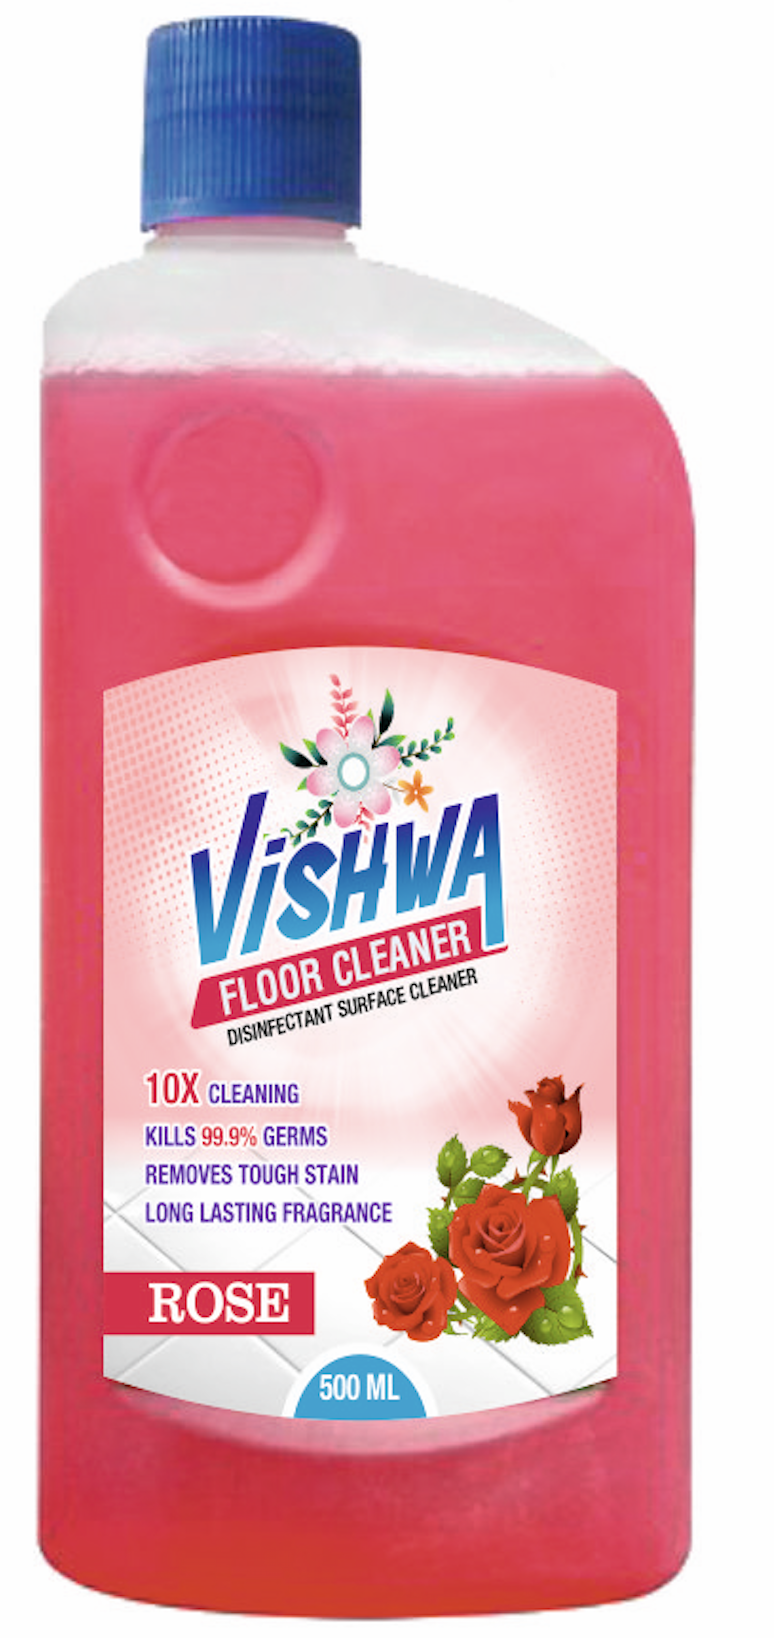 ViSHWA
FLOOR CLEANER
DISINFECTANT SURFACE CLEANER
10X CLEANING
KILLS 99.9% GERMS
REMOVES TOUGH STAIN
LONG LASTING FRAGRANCE
ROSE
500 ML